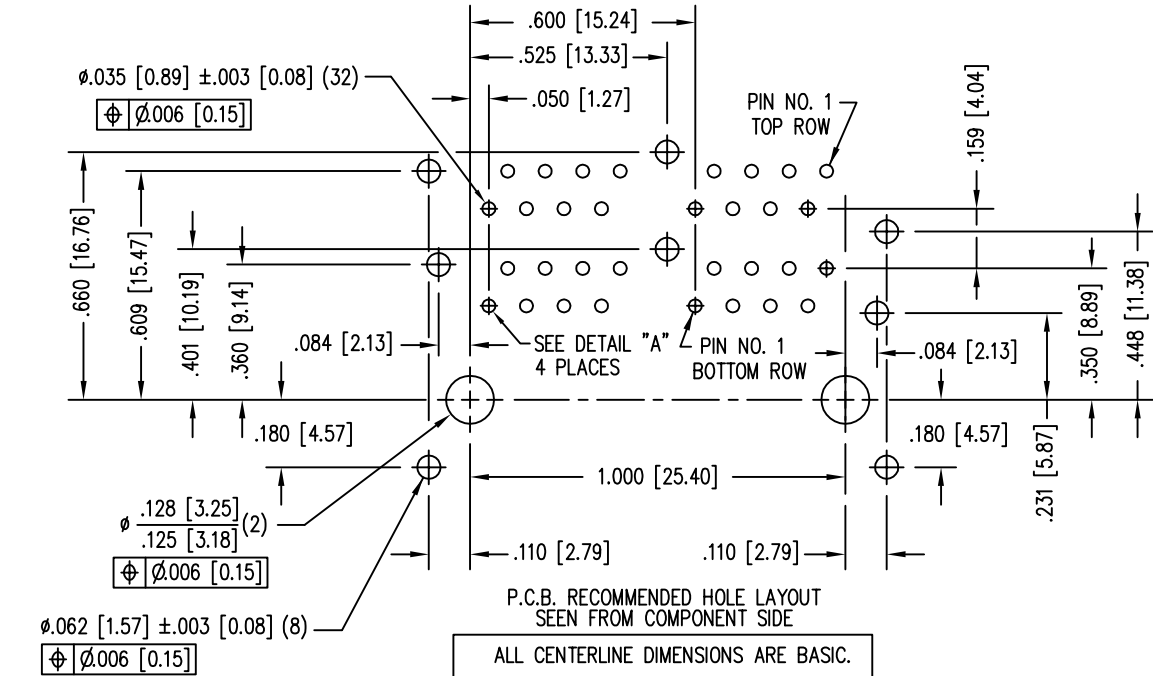 .600 [15.24]
.525 [13.33]
ø.035 [0.89] ±.003 [0.08] (32)
⌖ Ø.006 [0.15]
.050 [1.27]
PIN NO. 1
TOP ROW
.159 [4.04]
.660 [16.76]
.609 [15.47]
.401 [10.19]
.360 [9.14]
.084 [2.13]
SEE DETAIL "A"
4 PLACES
PIN NO. 1
BOTTOM ROW
.084 [2.13]
.350 [8.89]
.448 [11.38]
.180 [4.57]
.180 [4.57]
.231 [5.87]
1.000 [25.40]
ø .128 [3.25]
.125 [3.18] (2)
⌖ Ø.006 [0.15]
.110 [2.79]
.110 [2.79]
P.C.B. RECOMMENDED HOLE LAYOUT
SEEN FROM COMPONENT SIDE
ø.062 [1.57] ±.003 [0.08] (8)
⌖ Ø.006 [0.15]
ALL CENTERLINE DIMENSIONS ARE BASIC.